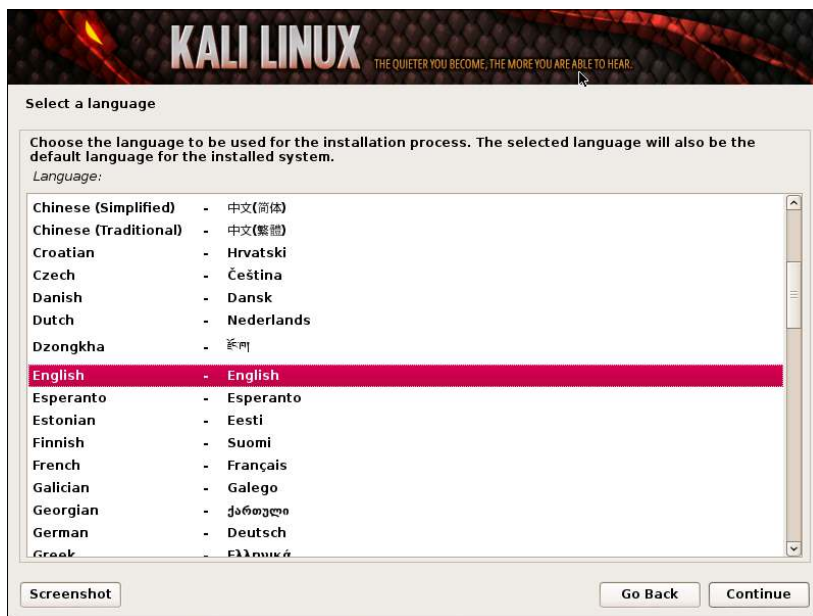 KALI LINUX THE QUIETER YOU BECOME, THE MORE YOU ARE ABLE TO HEAR.
Select a language
Choose the language to be used for the installation process. The selected language will also be the
default language for the installed system.
Language:
Chinese (Simplified) - 中文(简体)
Chinese (Traditional) - 中文(繁體)
Croatian - Hrvatski
Czech - Čeština
Danish - Dansk
Dutch - Nederlands
Dzongkha - རྫོང་ཁ།
English - English
Esperanto - Esperanto
Estonian - Eesti
Finnish - Suomi
French - Français
Galician - Galego
Georgian - ქართული
German - Deutsch
Greek - Ελληνικά
Screenshot Go Back Continue